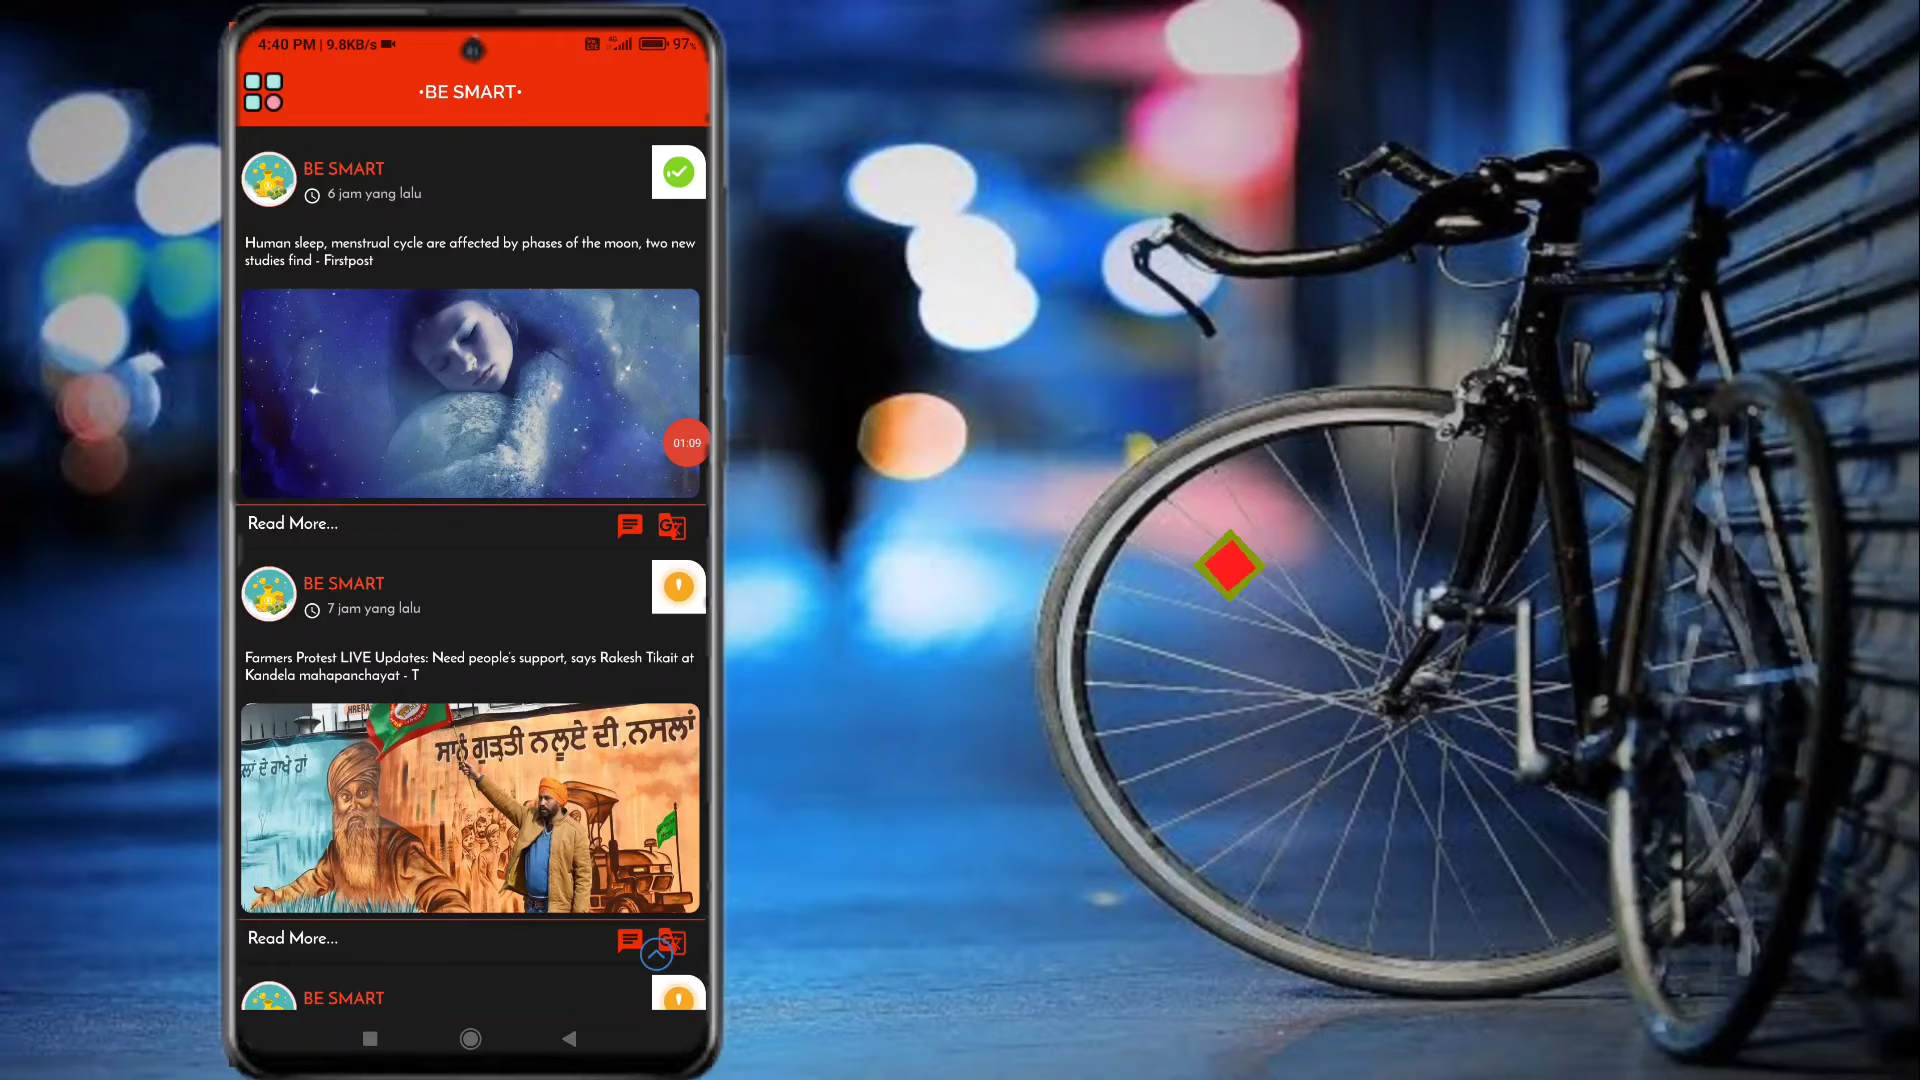 4:40 PM | 9.8KB/s
4G
97%
•BE SMART•
BE SMART
6 jam yang lalu
Human sleep, menstrual cycle are affected by phases of the moon, two new
studies find - Firstpost
01:09
Read More...
BE SMART
7 jam yang lalu
Farmers Protest LIVE Updates: Need people's support, says Rakesh Tikait at
Kandela mahapanchayat - T
ਸਾਨੂੰ ਗੁੜ੍ਹਤੀ ਨਲੂਏ ਦੀ,ਨਸਲਾਂ
ਲਾਂ ਦੇ ਰਾਖੇ ਹਾਂ
Read More...
BE SMART